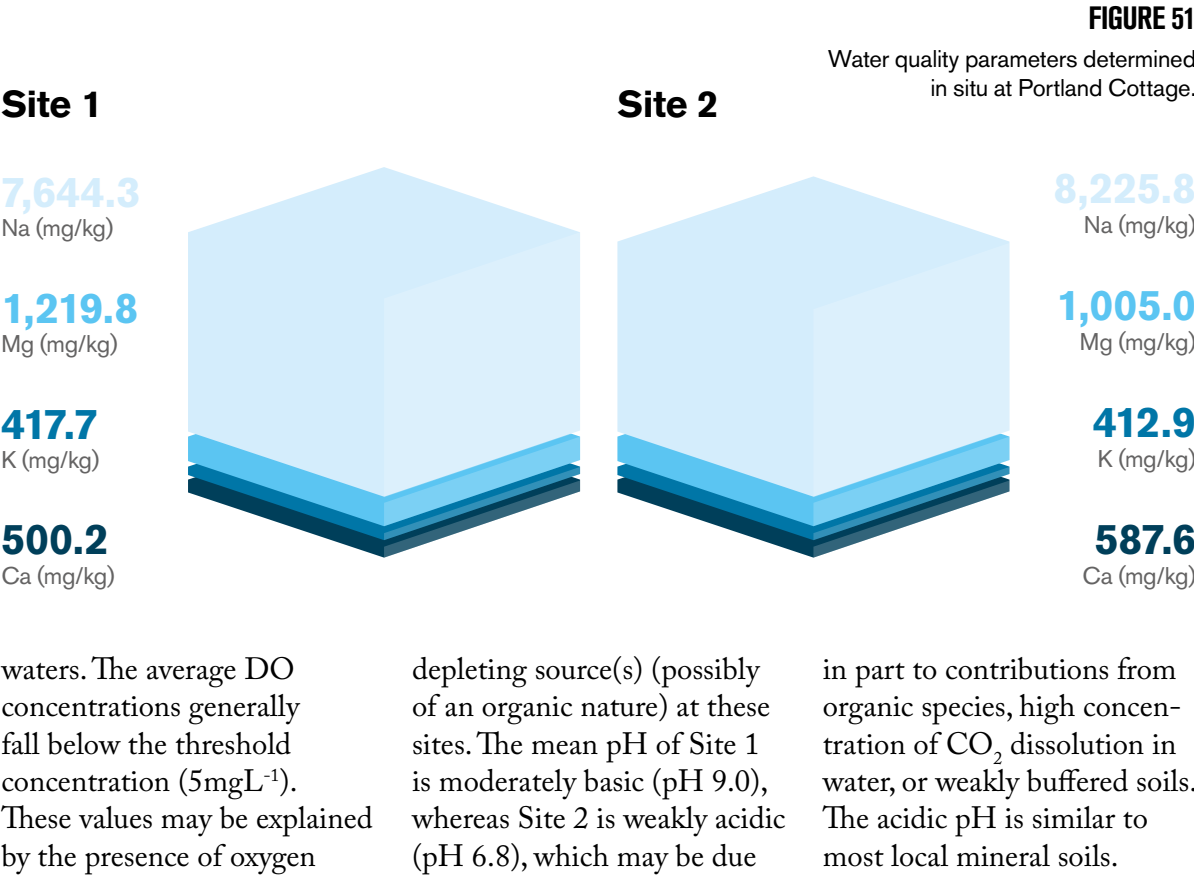 FIGURE 51
Water quality parameters determined
in situ at Portland Cottage.
Site 1
7,644.3
Na (mg/kg)
1,219.8
Mg (mg/kg)
417.7
K (mg/kg)
500.2
Ca (mg/kg)
Site 2
8,225.8
Na (mg/kg)
1,005.0
Mg (mg/kg)
412.9
K (mg/kg)
587.6
Ca (mg/kg)
waters. The average DO
concentrations generally
fall below the threshold
concentration (5mgL⁻¹).
These values may be explained
by the presence of oxygen
depleting source(s) (possibly
of an organic nature) at these
sites. The mean pH of Site 1
is moderately basic (pH 9.0),
whereas Site 2 is weakly acidic
(pH 6.8), which may be due
in part to contributions from
organic species, high concen-
tration of CO₂ dissolution in
water, or weakly buffered soils.
The acidic pH is similar to
most local mineral soils.